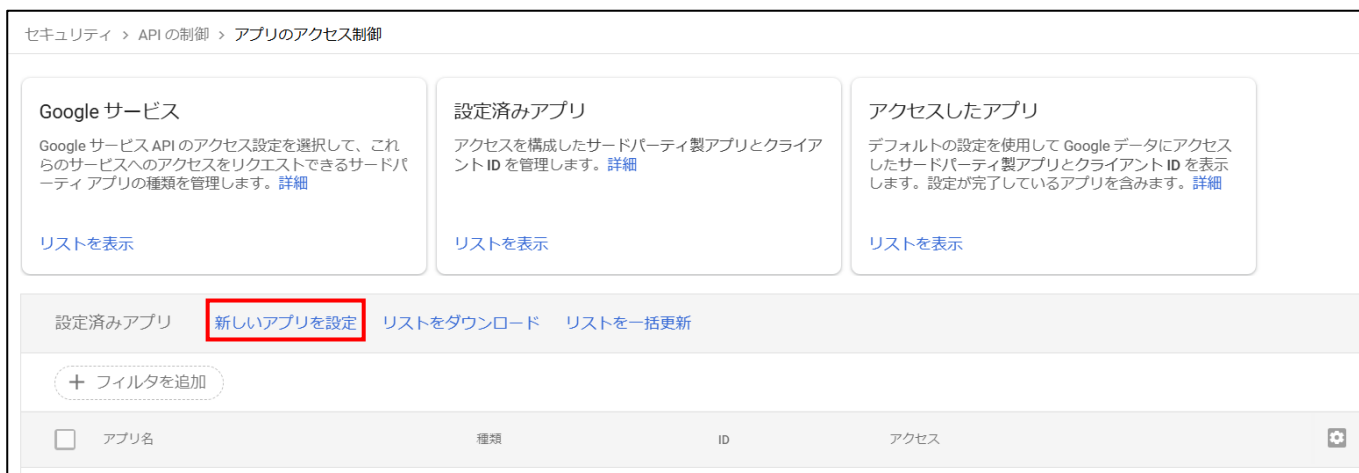 セキュリティ > API の制御 > アプリのアクセス制御
Google サービス
Google サービス API のアクセス設定を選択して、これ
らのサービスへのアクセスをリクエストできるサードパ
ーティ アプリの種類を管理します。詳細
リストを表示
設定済みアプリ
アクセスを構成したサードパーティ製アプリとクライア
ント ID を管理します。詳細
リストを表示
アクセスしたアプリ
デフォルトの設定を使用して Google データにアクセス
したサードパーティ製アプリとクライアント ID を表示
します。設定が完了しているアプリを含みます。詳細
リストを表示
設定済みアプリ 新しいアプリを設定 リストをダウンロード リストを一括更新
+ フィルタを追加
アプリ名 種類 ID アクセス